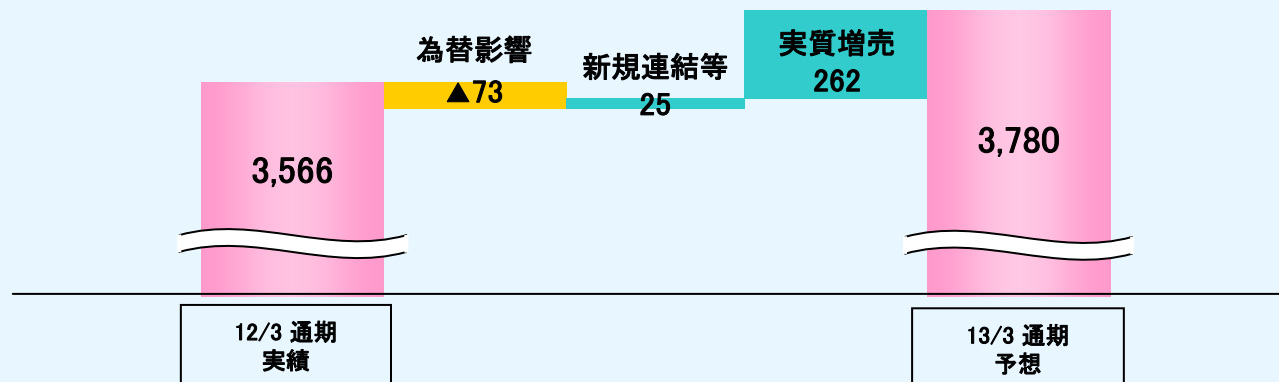 為替影響
▲73
新規連結等
25
実質増売
262
3,566
3,780
12/3 通期
実績
13/3 通期
予想